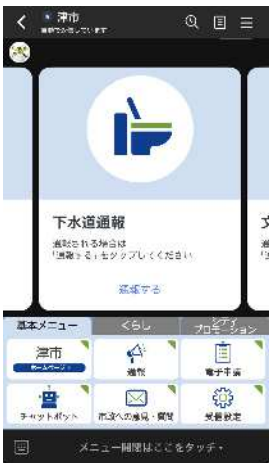 津市
下水道通報
通報される場合は
「通報する」をタップしてください
通報する
基本メニュー
くらし
シティ
プロモーション
津市
ホームページ
通報
電子申請
チャットボット
市政への意見・質問
受信設定
メニュー開閉はここをタッチ